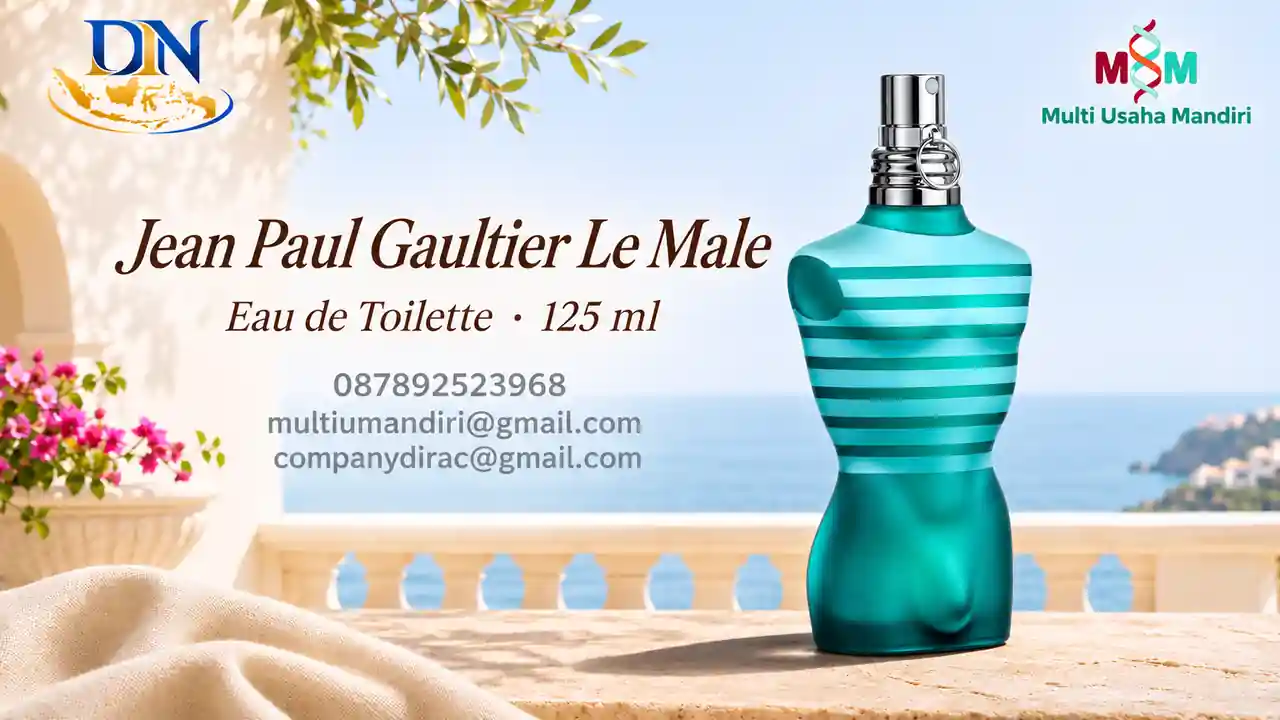 DN
MSM
Multi Usaha Mandiri
Jean Paul Gaultier Le Male
Eau de Toilette · 125 ml
087892523968
multiumandiri@gmail.com
companydirac@gmail.com